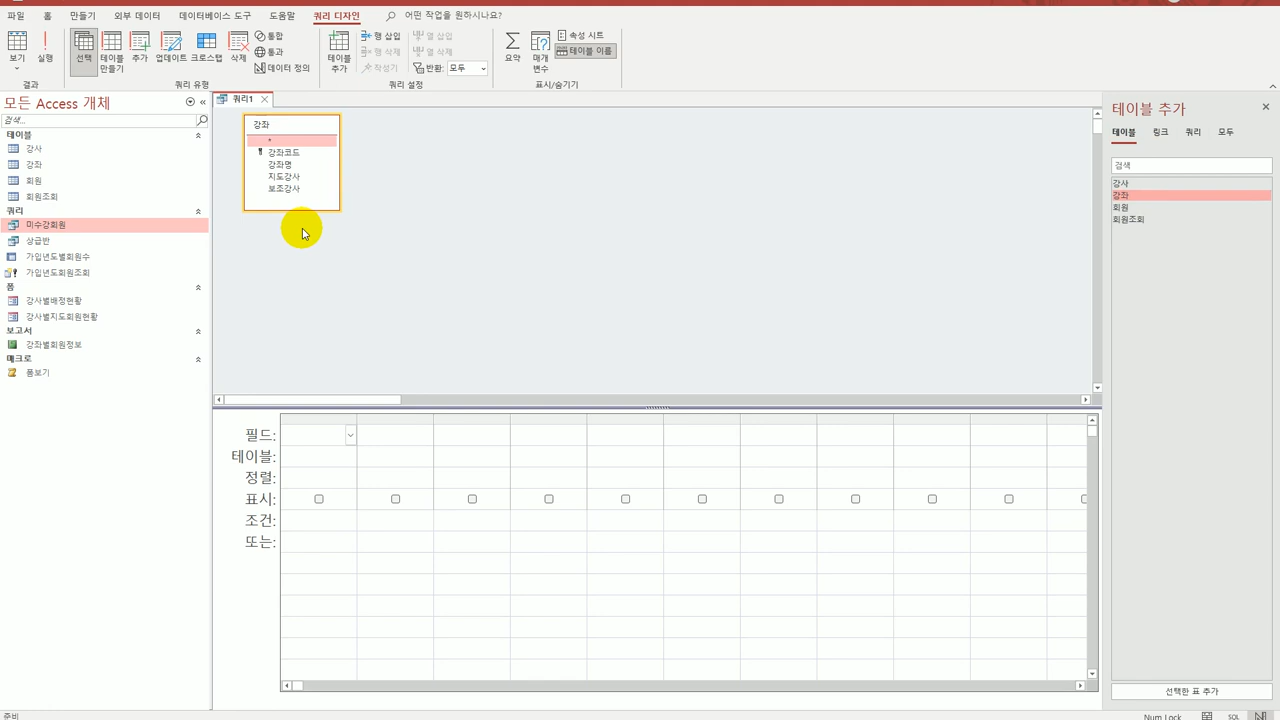 파일 홈 만들기 외부 데이터 데이터베이스 도구 도움말 쿼리 디자인 어떤 작업을 원하시나요?
보기 실행 선택 테이블 만들기 추가 업데이트 크로스탭 삭제 통합 통과 데이터 정의
테이블 추가 행 삽입 행 삭제 작성기 열 삽입 열 삭제 반환: 모두
요약 매개 변수 속성 시트 테이블 이름
결과 쿼리 유형 쿼리 설정 표시/숨기기
모든 Access 개체
검색...
테이블
강사
강좌
회원
회원조회
쿼리
미수강회원
상급반
가입년도별회원수
가입년도회원조회
폼
강사별배정현황
강사별지도회원현황
보고서
강좌별회원정보
매크로
폼보기
쿼리1
강좌
*
강좌코드
강좌명
지도강사
보조강사
필드:
테이블:
정렬:
표시:
조건:
또는:
테이블 추가
테이블 링크 쿼리 모두
검색
강사
강좌
회원
회원조회
선택한 표 추가
준비
Num Lock SQL